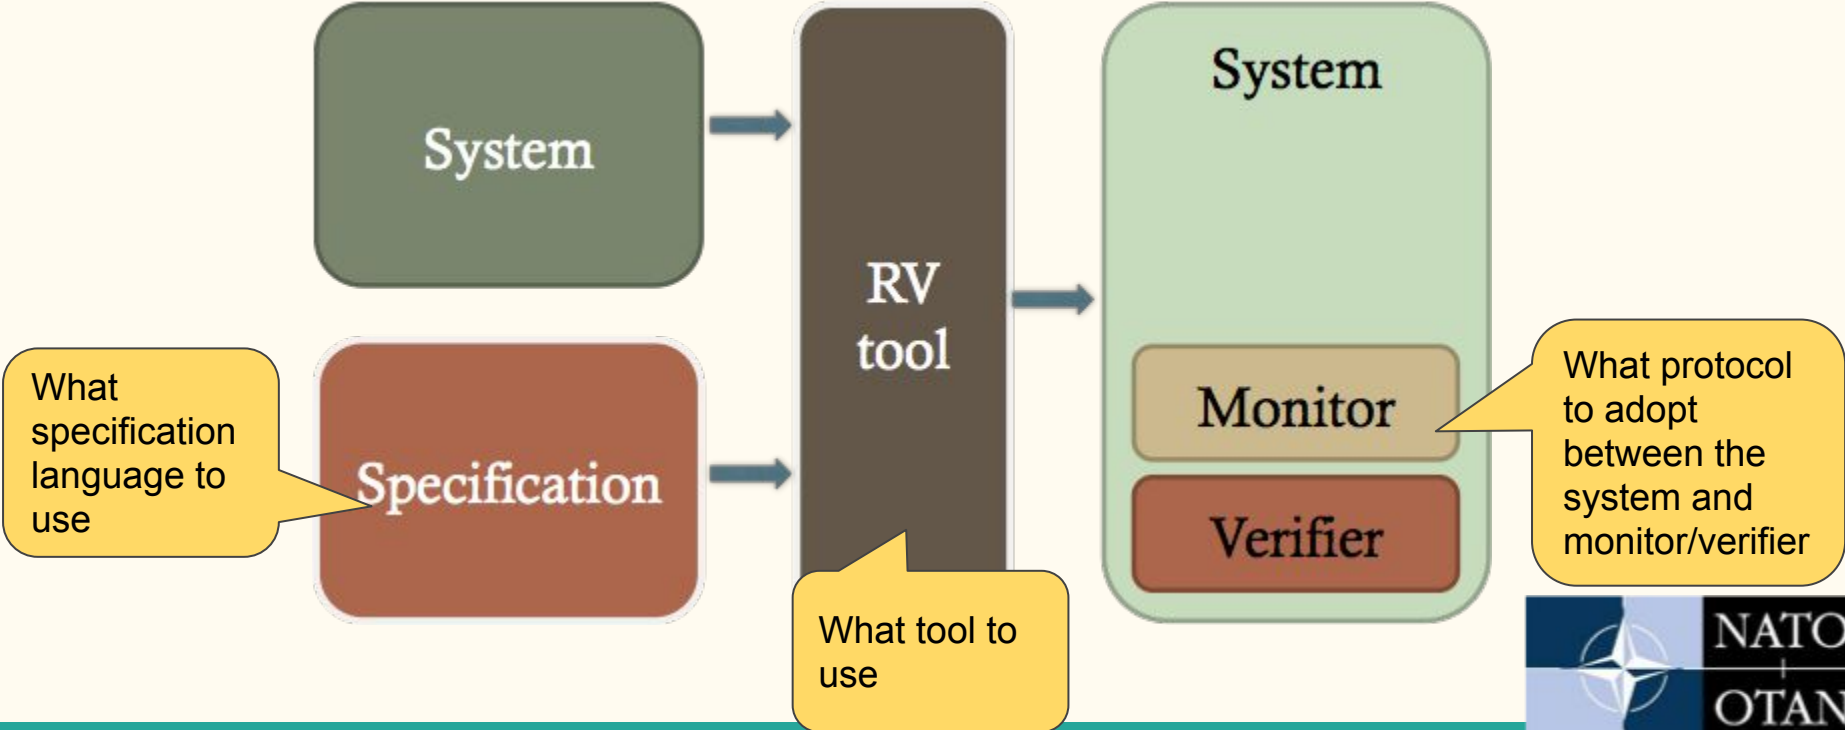 System
Specification
RV
tool
System
Monitor
Verifier
What
specification
language to
use
What tool to
use
What protocol
to adopt
between the
system and
monitor/verifier
NATO
OTAN